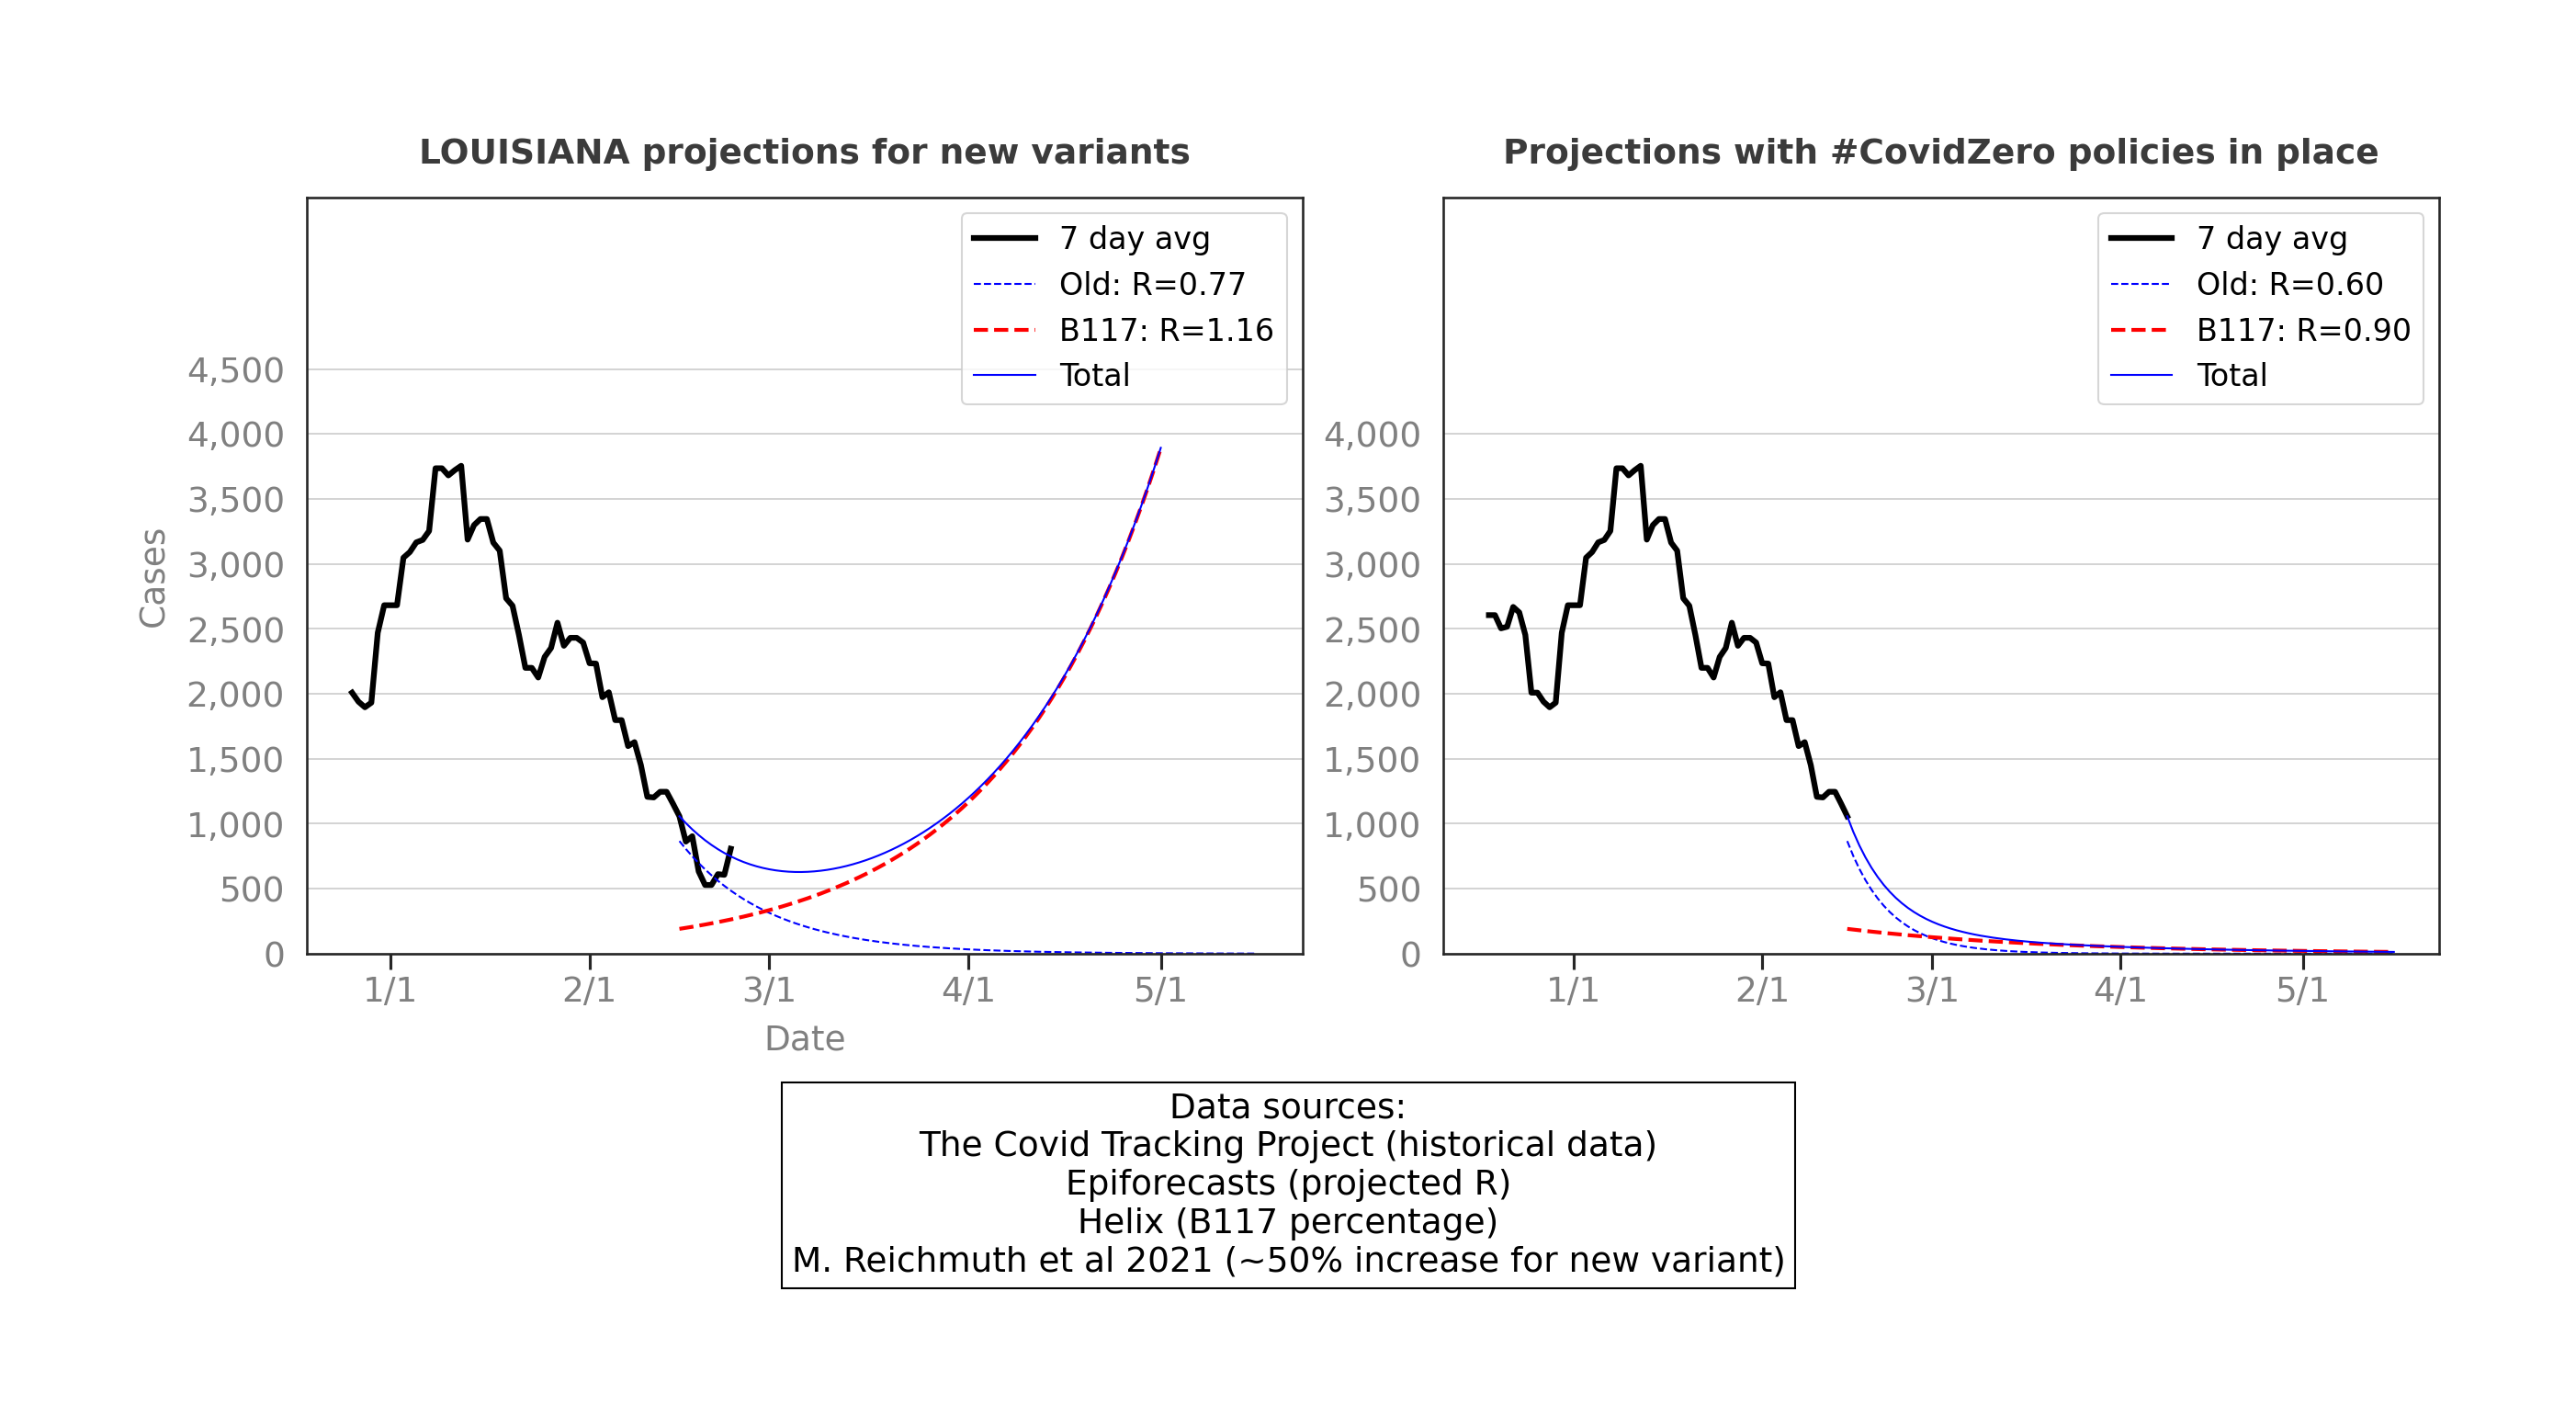 LOUISIANA projections for new variants
Cases
4,500
4,000
3,500
3,000
2,500
2,000
1,500
1,000
500
0
7 day avg
Old: R=0.77
B117: R=1.16
Total
1/1
2/1
3/1
4/1
5/1
Date
Projections with #CovidZero policies in place
4,000
3,500
3,000
2,500
2,000
1,500
1,000
500
0
7 day avg
Old: R=0.60
B117: R=0.90
Total
1/1
2/1
3/1
4/1
5/1
Data sources:
The Covid Tracking Project (historical data)
Epiforecasts (projected R)
Helix (B117 percentage)
M. Reichmuth et al 2021 (~50% increase for new variant)